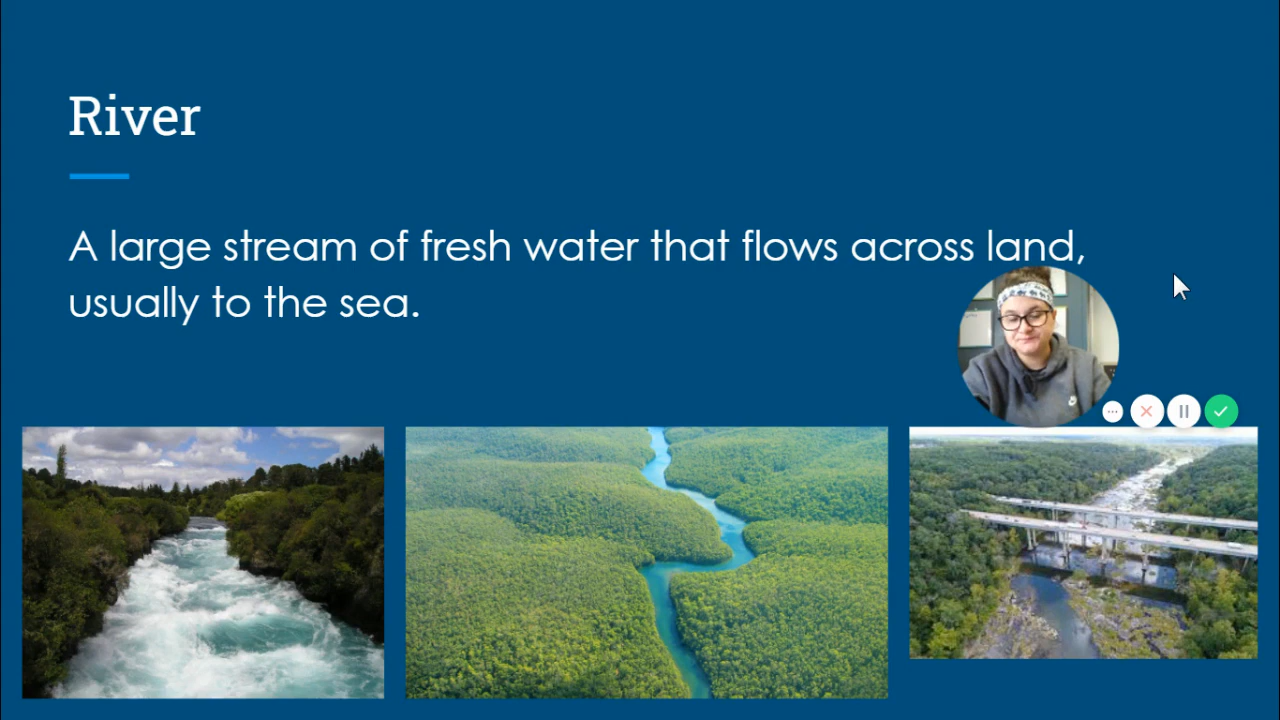 River
A large stream of fresh water that flows across land,
usually to the sea.